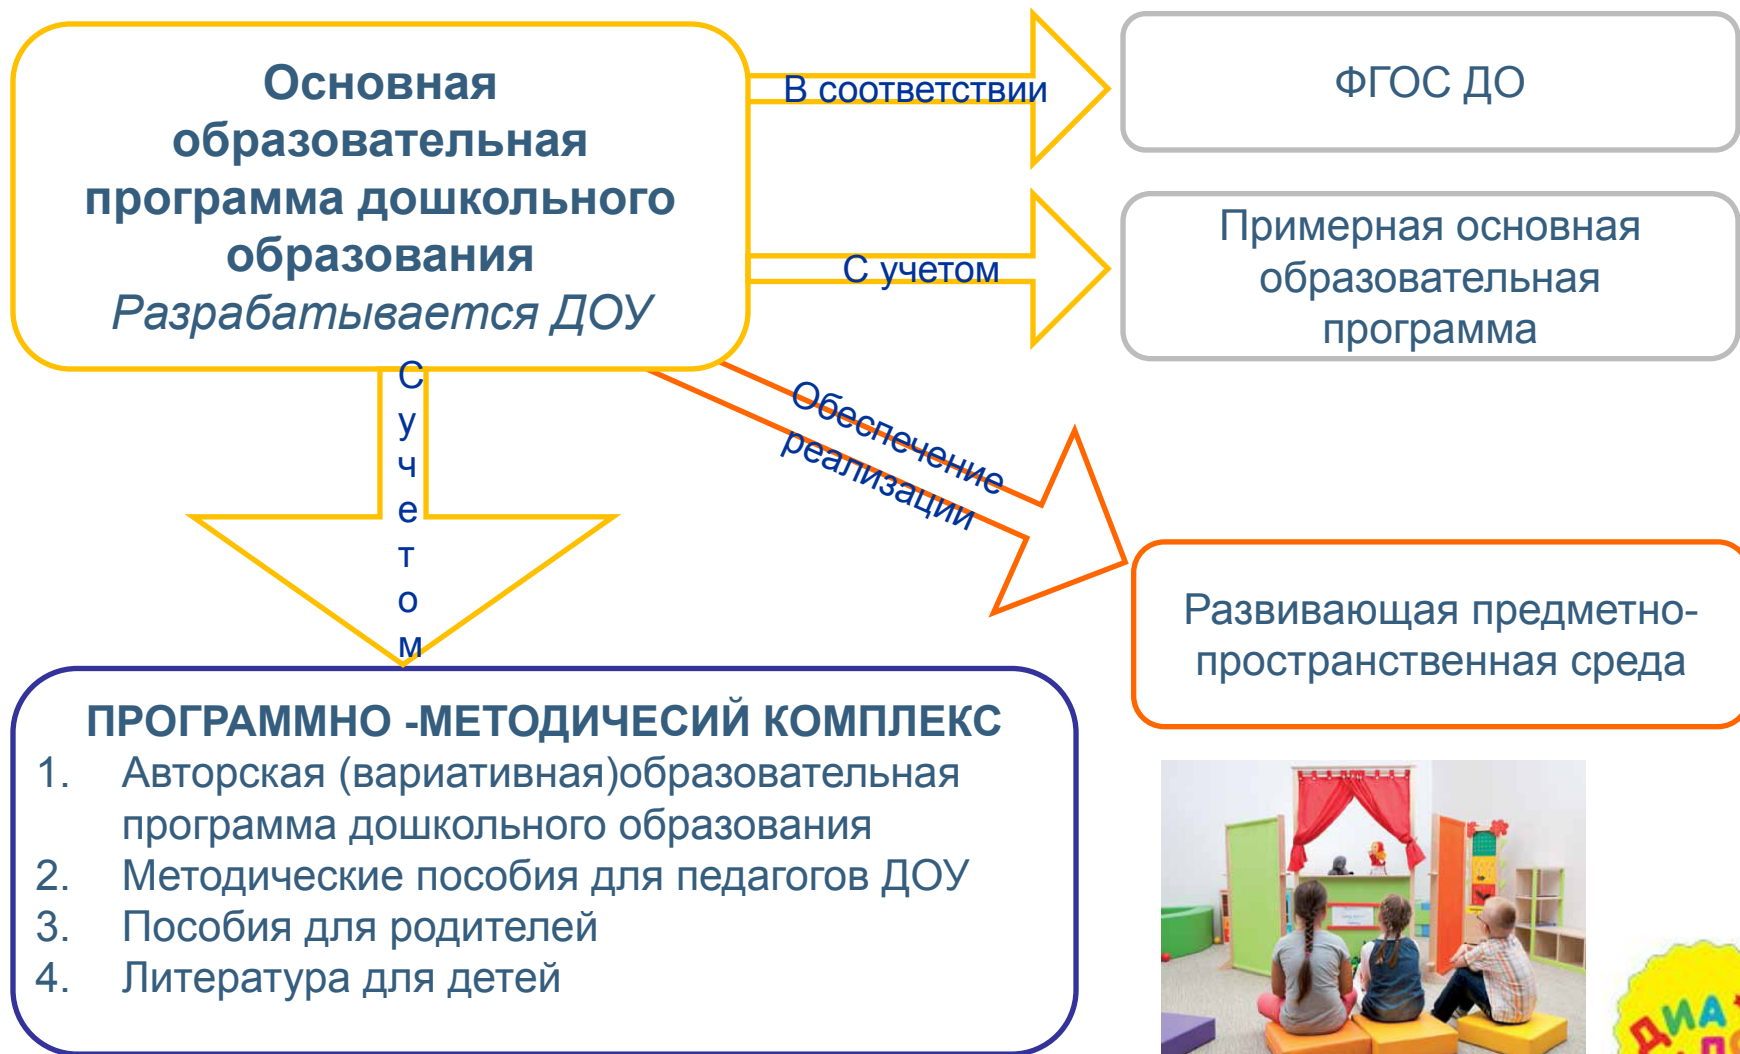 Основная
образовательная
программа дошкольного
образования
Разрабатывается ДОУ
В соответствии
ФГОС ДО
С учетом
Примерная основная
образовательная
программа
С учетом
Обеспечение
реализации
Развивающая предметно-
пространственная среда
ПРОГРАММНО -МЕТОДИЧЕСИЙ КОМПЛЕКС
1. Авторская (вариативная)образовательная
программа дошкольного образования
2. Методические пособия для педагогов ДОУ
3. Пособия для родителей
4. Литература для детей
ДИА